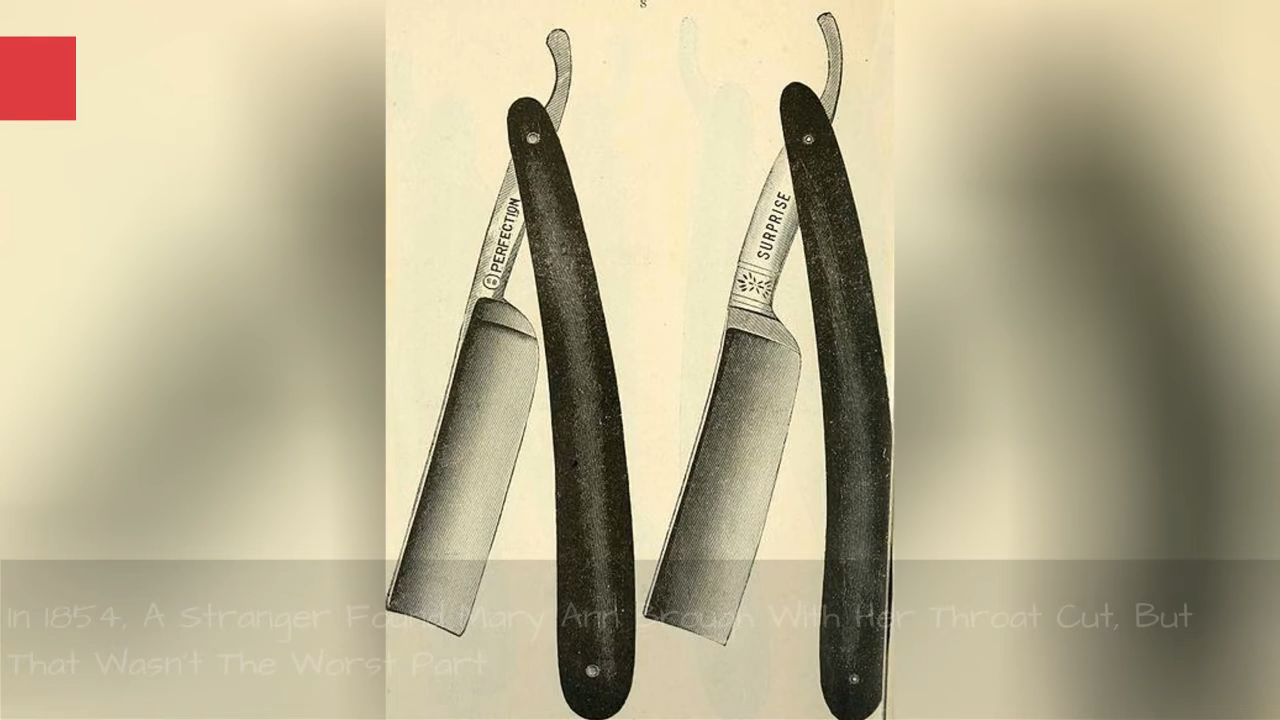 8
PERFECTION
SURPRISE
In 1854, A Stranger Found Mary Ann Brough With Her Throat Cut, But
That Wasn't The Worst Part